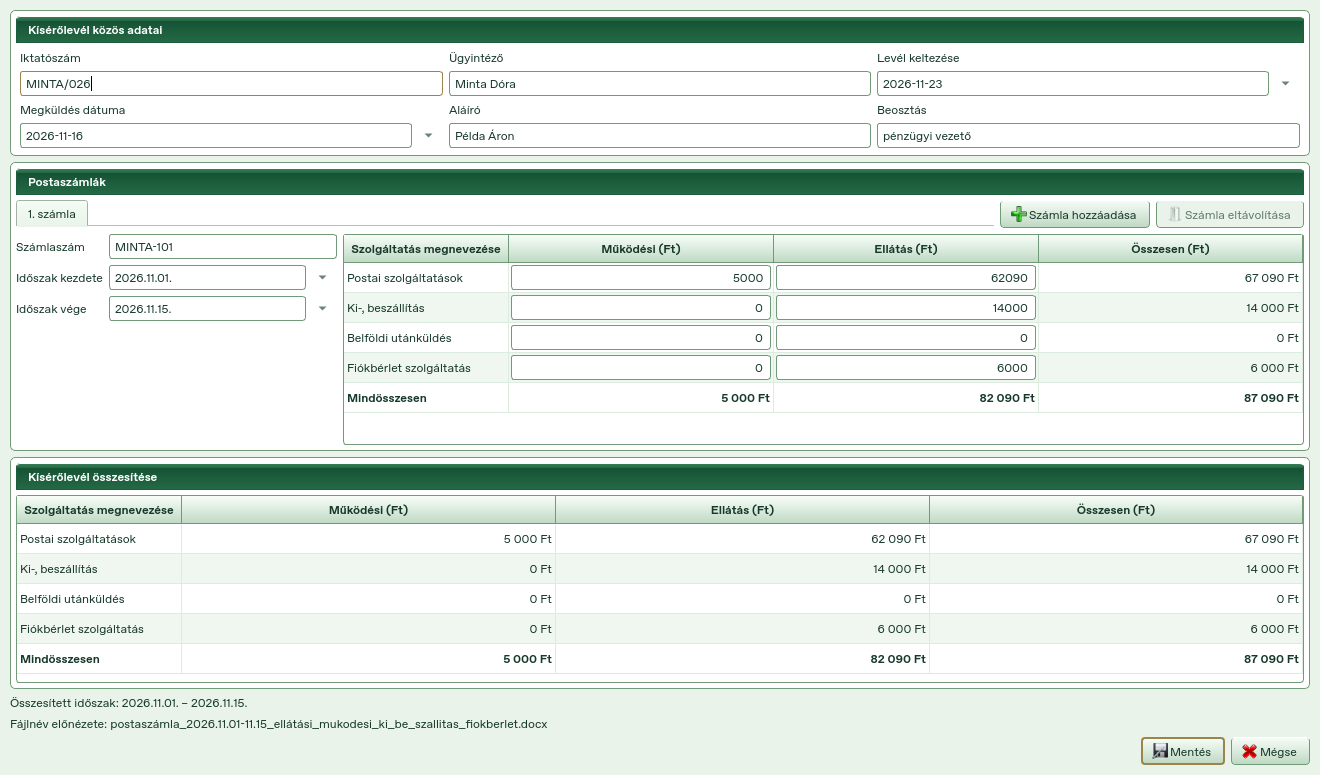 Kísérőlevél közös adatai
Iktatószám Ügyintéző Levél keltezése
MINTA/026 Minta Dóra 2026-11-23
Megküldés dátuma Aláíró Beosztás
2026-11-16 Példa Áron pénzügyi vezető
Postaszámlák
1. számla Számla hozzáadása Számla eltávolítása
Számlaszám MINTA-101
Időszak kezdete 2026.11.01.
Időszak vége 2026.11.15.
Szolgáltatás megnevezése Működési (Ft) Ellátás (Ft) Összesen (Ft)
Postai szolgáltatások 5000 62090 67 090 Ft
Ki-, beszállítás 0 14000 14 000 Ft
Belföldi utánküldés 0 0 0 Ft
Fiókbérlet szolgáltatás 0 6000 6 000 Ft
Mindösszesen 5 000 Ft 82 090 Ft 87 090 Ft
Kísérőlevél összesítése
Szolgáltatás megnevezése Működési (Ft) Ellátás (Ft) Összesen (Ft)
Postai szolgáltatások 5 000 Ft 62 090 Ft 67 090 Ft
Ki-, beszállítás 0 Ft 14 000 Ft 14 000 Ft
Belföldi utánküldés 0 Ft 0 Ft 0 Ft
Fiókbérlet szolgáltatás 0 Ft 6 000 Ft 6 000 Ft
Mindösszesen 5 000 Ft 82 090 Ft 87 090 Ft
Összesített időszak: 2026.11.01. – 2026.11.15.
Fájlnév előnézete: postaszámla_2026.11.01-11.15_ellátási_mukodesi_ki_be_szallitas_fiokberlet.docx
Mentés Mégse